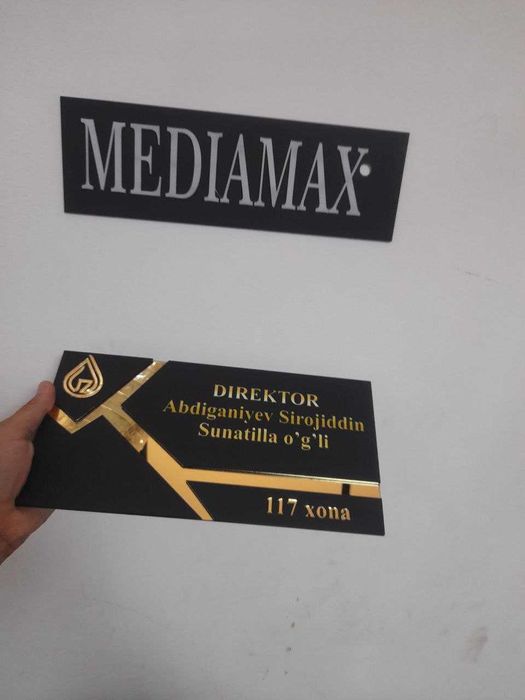 MEDIAMAX
DIREKTOR
Abdiganiyev Sirojiddin
Sunatilla o'g'li
117 xona